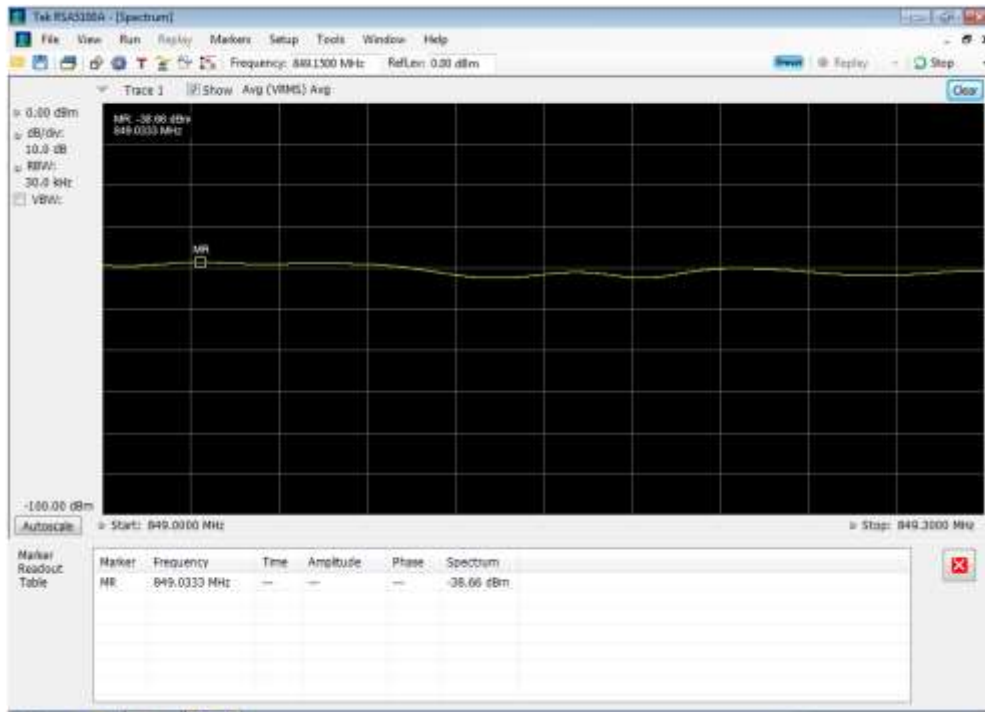 Tek RSA5100A - [Spectrum]
File View Run Replay Markers Setup Tools Window Help
Frequency: 849.1500 MHz RefLev: 0.00 dBm Preset Replay Stop
Trace 1 Show Avg (VRMS) Avg Clear
0.00 dBm
dB/div:
10.0 dB
RBW:
30.0 kHz
VBW:
MR: -38.66 dBm
849.0333 MHz
MR
-100.00 dBm
Autoscale Start: 849.0000 MHz Stop: 849.3000 MHz
Marker
Readout
Table
Marker Frequency Time Amplitude Phase Spectrum
MR 849.0333 MHz --- --- --- -38.66 dBm